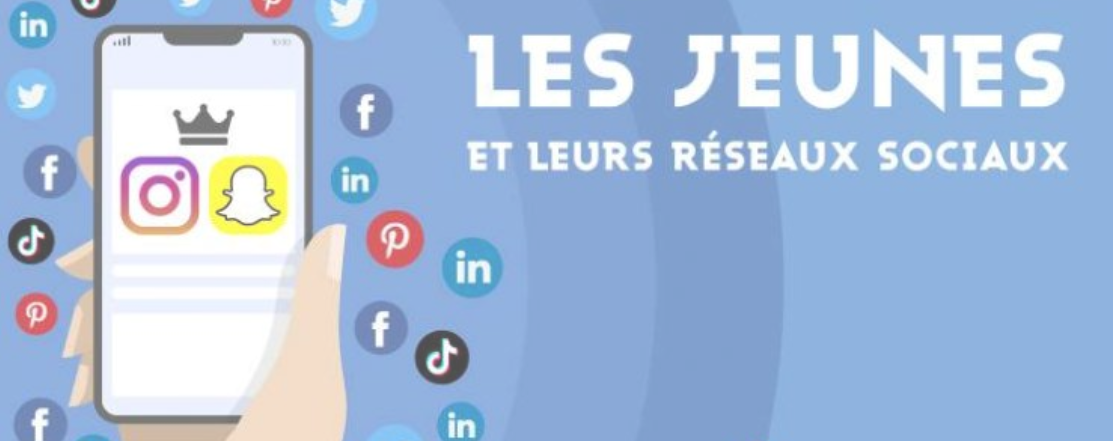 LES JEUNES
ET LEURS RÉSEAUX SOCIAUX